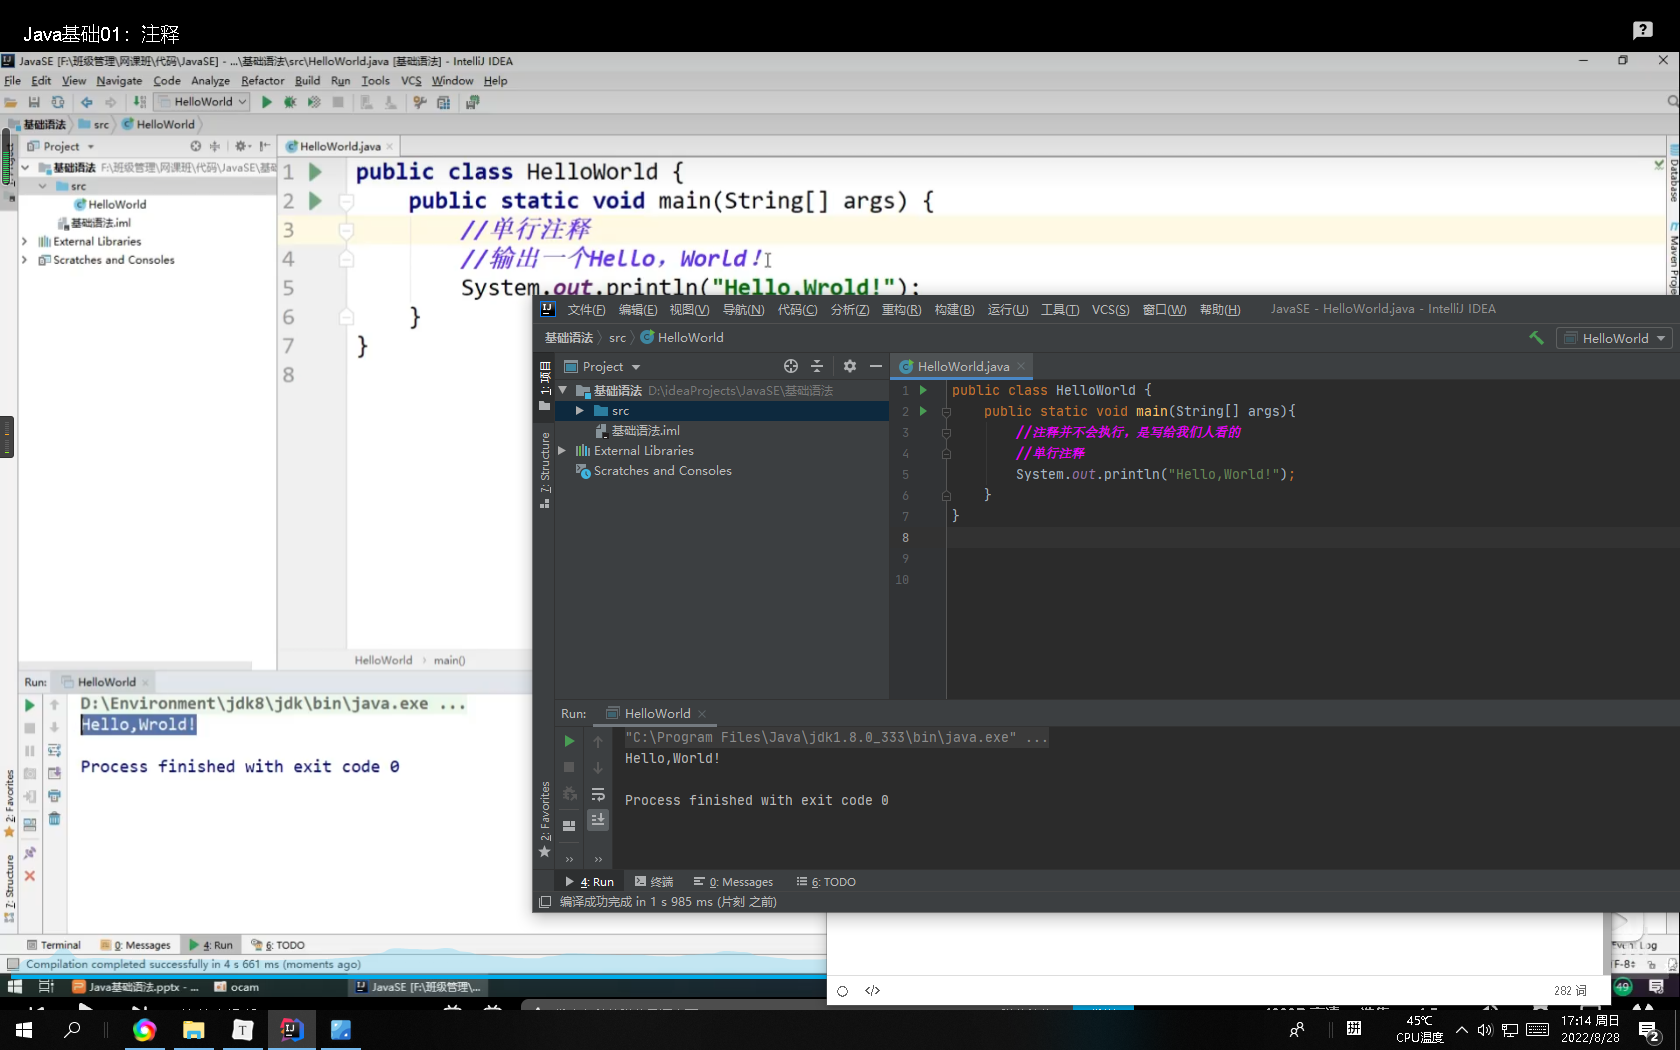 Java基础01：注释
JavaSE [F:\班级管理\网课班\代码\JavaSE] - ...\基础语法\src\HelloWorld.java [基础语法] - IntelliJ IDEA
File Edit View Navigate Code Analyze Refactor Build Run Tools VCS Window Help
HelloWorld
基础语法 src HelloWorld
Project
HelloWorld.java
基础语法 F:\班级管理\网课班\代码\JavaSE\基础
src
HelloWorld
基础语法.iml
External Libraries
Scratches and Consoles
1 public class HelloWorld {
2 public static void main(String[] args) {
3 //单行注释
4 //输出一个Hello，World！
5 System.out.println("Hello,Wrold!");
6 }
7 }
8
Database
Maven Proje
HelloWorld › main()
Run: HelloWorld
D:\Environment\jdk8\jdk\bin\java.exe ...
Hello,Wrold!
Process finished with exit code 0
2: Favorites
7: Structure
Terminal 0: Messages 4: Run 6: TODO
Compilation completed successfully in 4 s 661 ms (moments ago)
Java基础语法.pptx - ... ocam JavaSE [F:\班级管理\...
文件(F) 编辑(E) 视图(V) 导航(N) 代码(C) 分析(Z) 重构(R) 构建(B) 运行(U) 工具(T) VCS(S) 窗口(W) 帮助(H) JavaSE - HelloWorld.java - IntelliJ IDEA
基础语法 src HelloWorld
HelloWorld
1: 项目
Project
HelloWorld.java
基础语法 D:\ideaProjects\JavaSE\基础语法
src
基础语法.iml
External Libraries
Scratches and Consoles
7: Structure
1 public class HelloWorld {
2 public static void main(String[] args){
3 //注释并不会执行，是写给我们人看的
4 //单行注释
5 System.out.println("Hello,World!");
6 }
7 }
8
9
10
Run: HelloWorld
"C:\Program Files\Java\jdk1.8.0_333\bin\java.exe" ...
Hello,World!
Process finished with exit code 0
2: Favorites
4: Run 终端 0: Messages 6: TODO
编译成功完成 in 1 s 985 ms (片刻 之前)
282 词
49
45℃
CPU温度
17:14 周日
2022/8/28
2